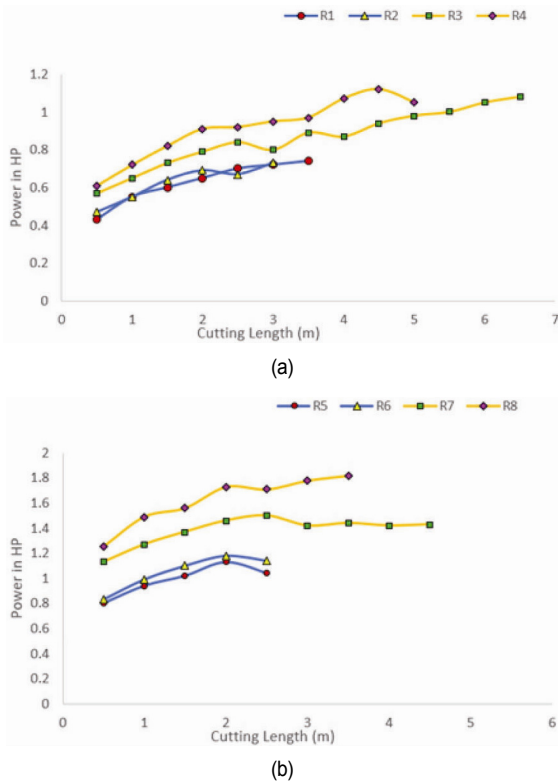 R1 R2 R3 R4
1.2
1
0.8
0.6
0.4
0.2
0
Power in HP
0 1 2 3 4 5 6 7
Cutting Length (m)
(a)
R5 R6 R7 R8
2
1.8
1.6
1.4
1.2
1
0.8
0.6
0.4
0.2
0
Power in HP
0 1 2 3 4 5 6
Cutting Length (m)
(b)